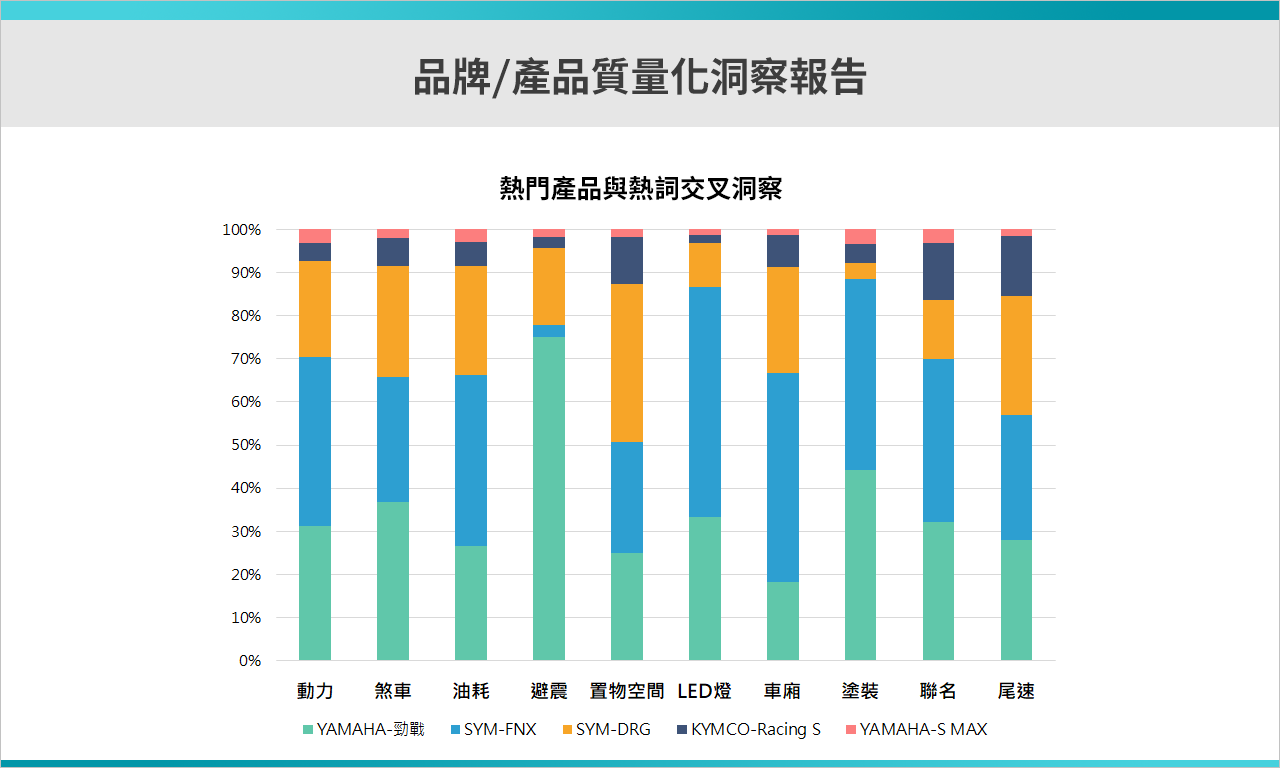 品牌/產品質量化洞察報告
熱門產品與熱詞交叉洞察
100%
90%
80%
70%
60%
50%
40%
30%
20%
10%
0%
動力 煞車 油耗 避震 置物空間 LED燈 車廂 塗裝 聯名 尾速
YAMAHA-勁戰 SYM-FNX SYM-DRG KYMCO-Racing S YAMAHA-S MAX